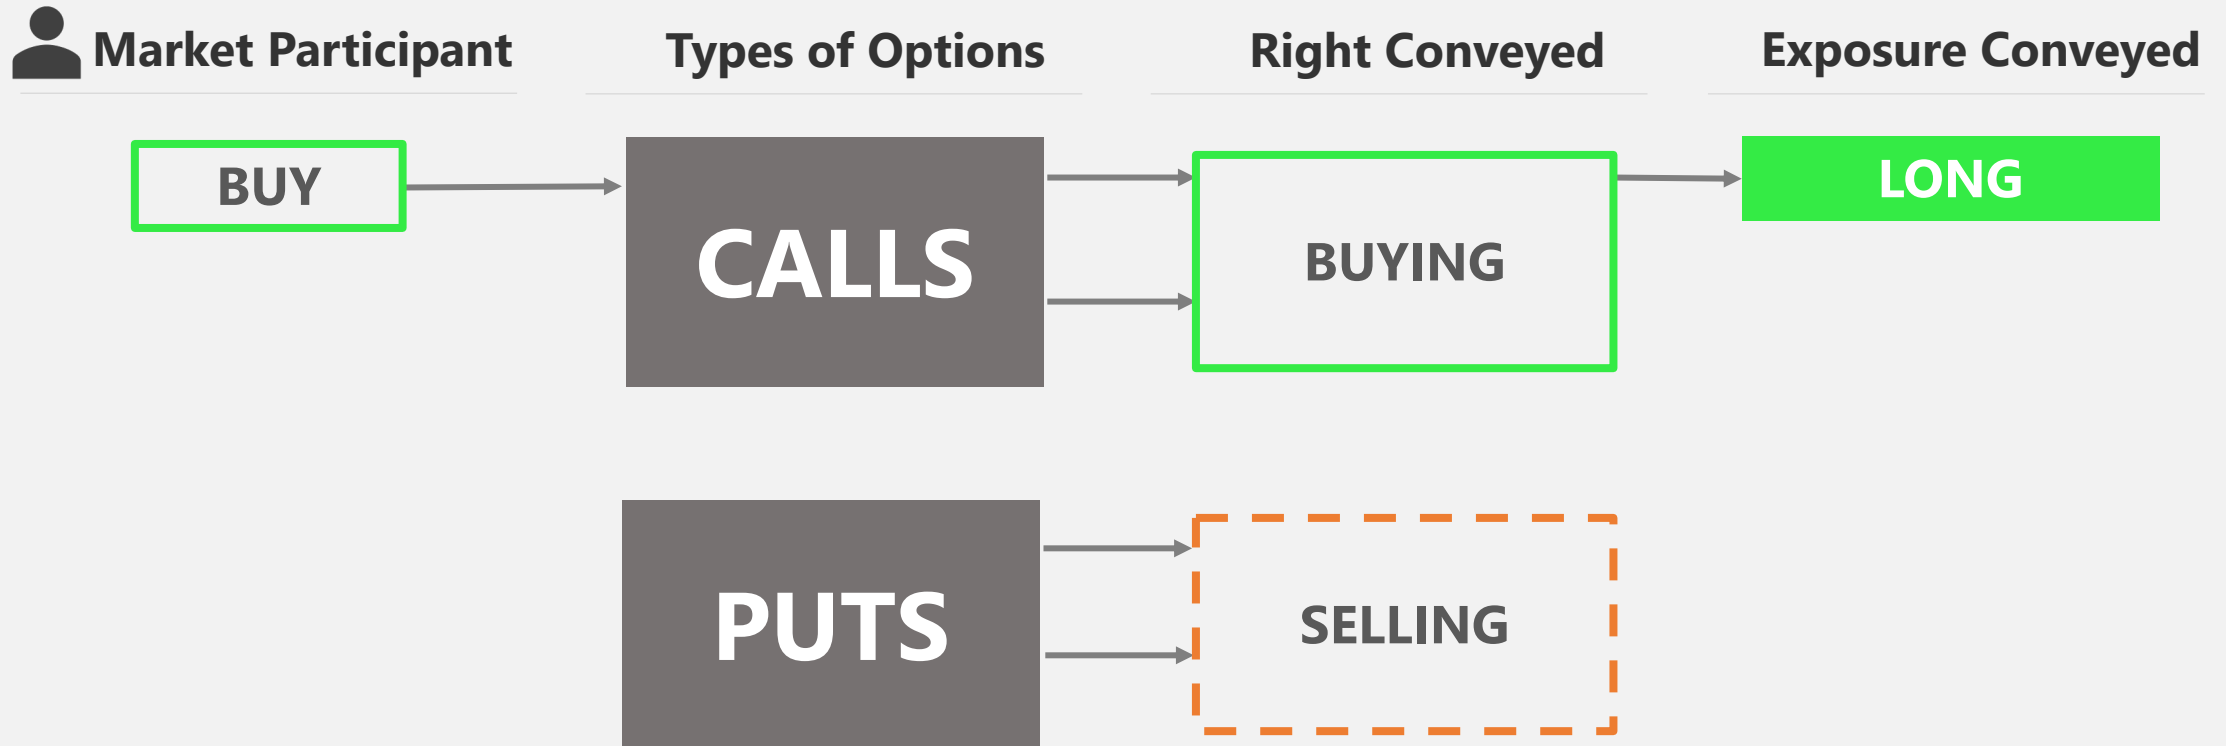 Market Participant
Types of Options
Right Conveyed
Exposure Conveyed
BUY
CALLS
BUYING
LONG
PUTS
SELLING